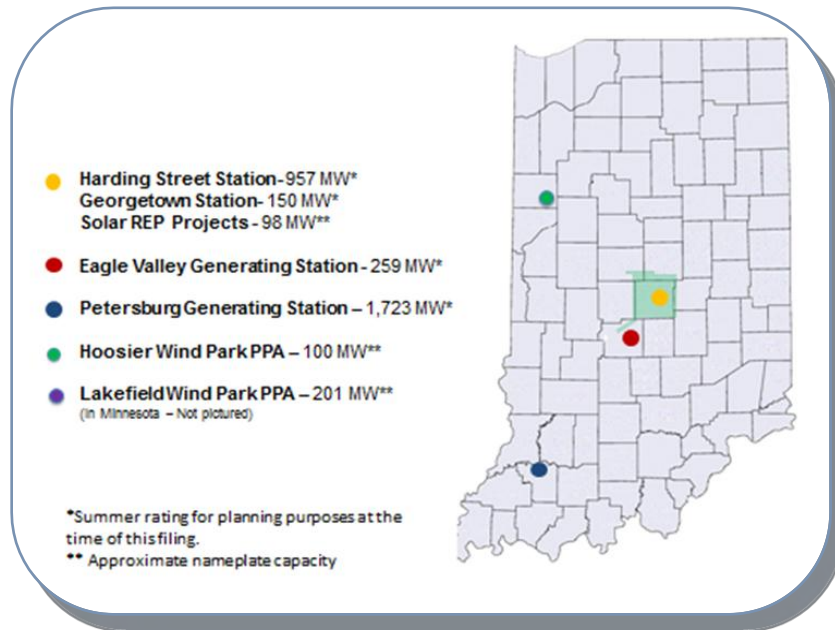 Harding Street Station- 957 MW*
Georgetown Station- 150 MW*
Solar REP Projects - 98 MW**
Eagle Valley Generating Station - 259 MW*
Petersburg Generating Station – 1,723 MW*
Hoosier Wind Park PPA – 100 MW**
Lakefield Wind Park PPA – 201 MW**
(In Minnesota – Not pictured)
*Summer rating for planning purposes at the
time of this filing.
** Approximate nameplate capacity